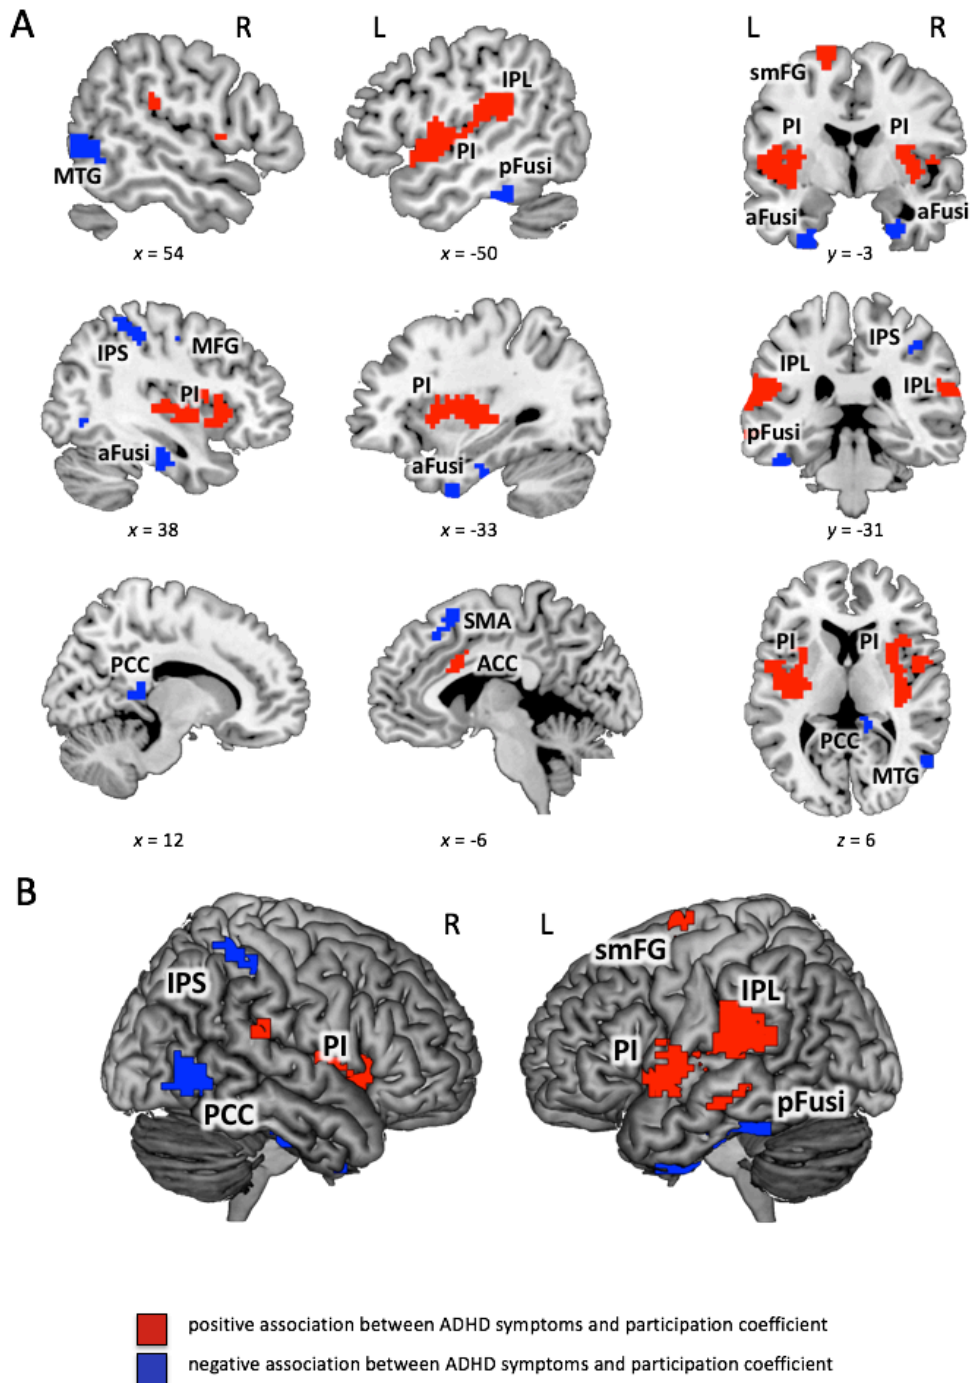 A
R
L
L
R
IPL
smFG
PI
PI
PI
MTG
pFusi
aFusi
aFusi
x = 54
x = -50
y = -3
IPS
MFG
PI
aFusi
PI
aFusi
IPS
IPL
IPL
pFusi
x = 38
x = -33
y = -31
PCC
SMA
ACC
PI
PI
PCC
MTG
x = 12
x = -6
z = 6
B
R
L
IPS
PI
PCC
smFG
IPL
PI
pFusi
positive association between ADHD symptoms and participation coefficient
negative association between ADHD symptoms and participation coefficient